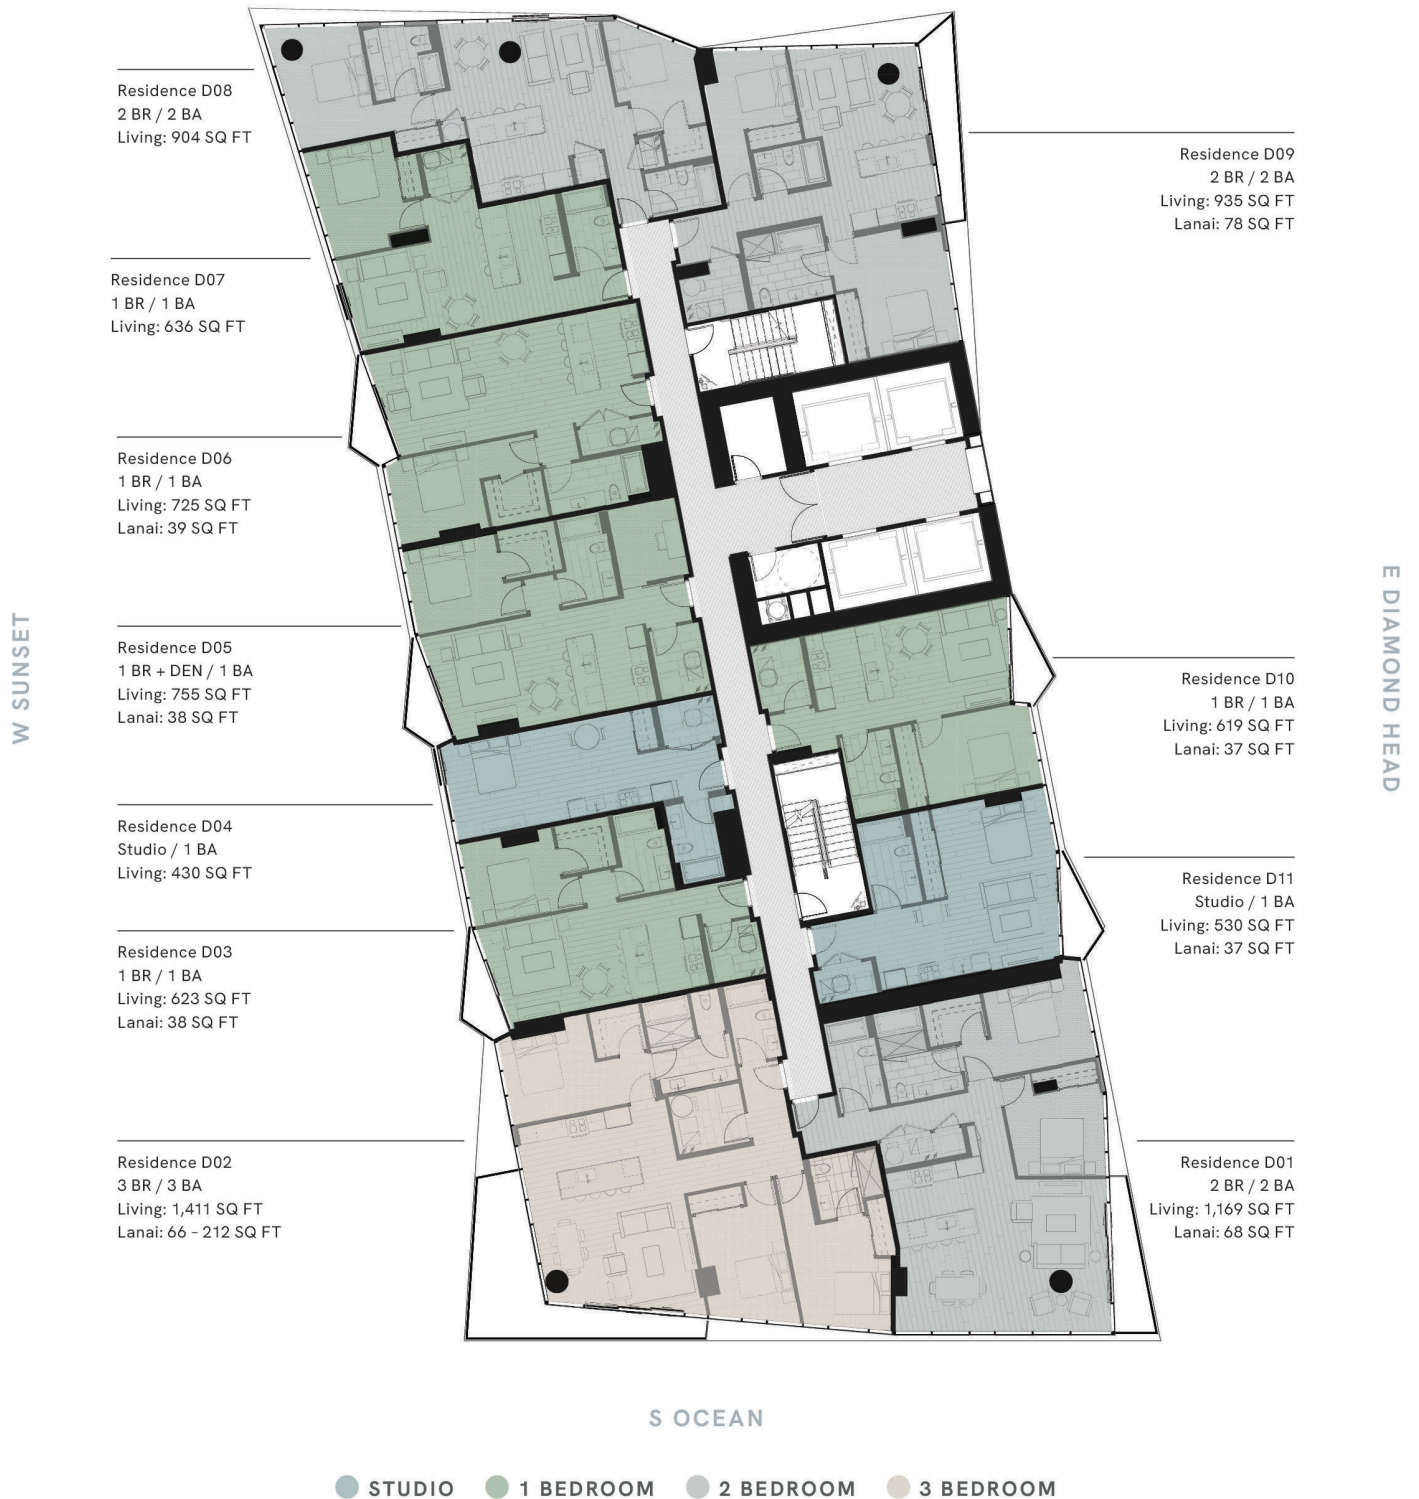 Residence D08
2 BR / 2 BA
Living: 904 SQ FT
Residence D09
2 BR / 2 BA
Living: 935 SQ FT
Lanai: 78 SQ FT
Residence D07
1 BR / 1 BA
Living: 636 SQ FT
Residence D06
1 BR / 1 BA
Living: 725 SQ FT
Lanai: 39 SQ FT
W SUNSET
E DIAMOND HEAD
Residence D05
1 BR + DEN / 1 BA
Living: 755 SQ FT
Lanai: 38 SQ FT
Residence D10
1 BR / 1 BA
Living: 619 SQ FT
Lanai: 37 SQ FT
Residence D04
Studio / 1 BA
Living: 430 SQ FT
Residence D11
Studio / 1 BA
Living: 530 SQ FT
Lanai: 37 SQ FT
Residence D03
1 BR / 1 BA
Living: 623 SQ FT
Lanai: 38 SQ FT
Residence D02
3 BR / 3 BA
Living: 1,411 SQ FT
Lanai: 66 – 212 SQ FT
Residence D01
2 BR / 2 BA
Living: 1,169 SQ FT
Lanai: 68 SQ FT
S OCEAN
STUDIO
1 BEDROOM
2 BEDROOM
3 BEDROOM